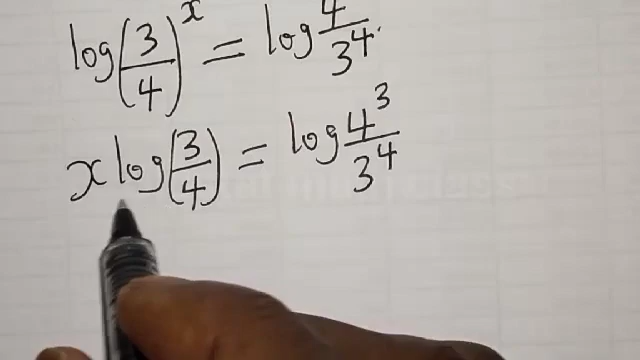 log(3/4)^x = log 4/3^4
x log(3/4) = log 4^3/3^4